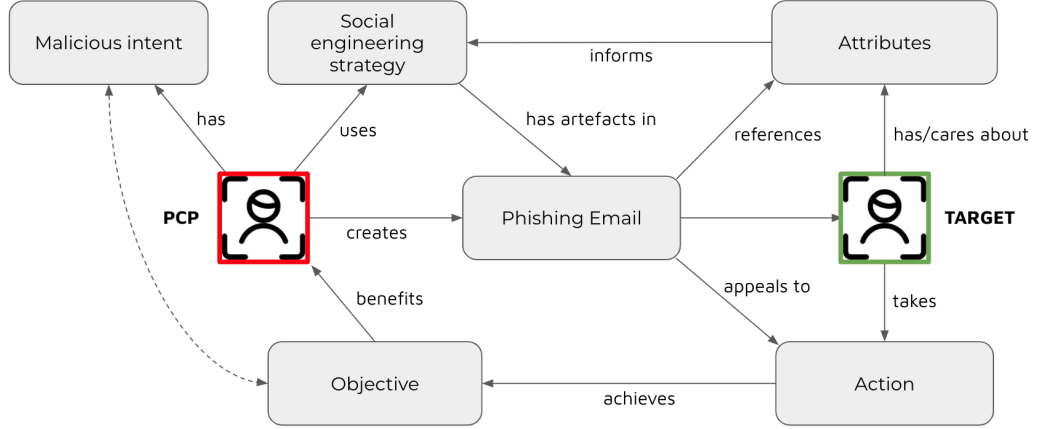 Malicious intent
Social
engineering
strategy
Attributes
informs
has
uses
has artefacts in
references
has/cares about
PCP
Phishing Email
TARGET
creates
benefits
appeals to
takes
Objective
achieves
Action